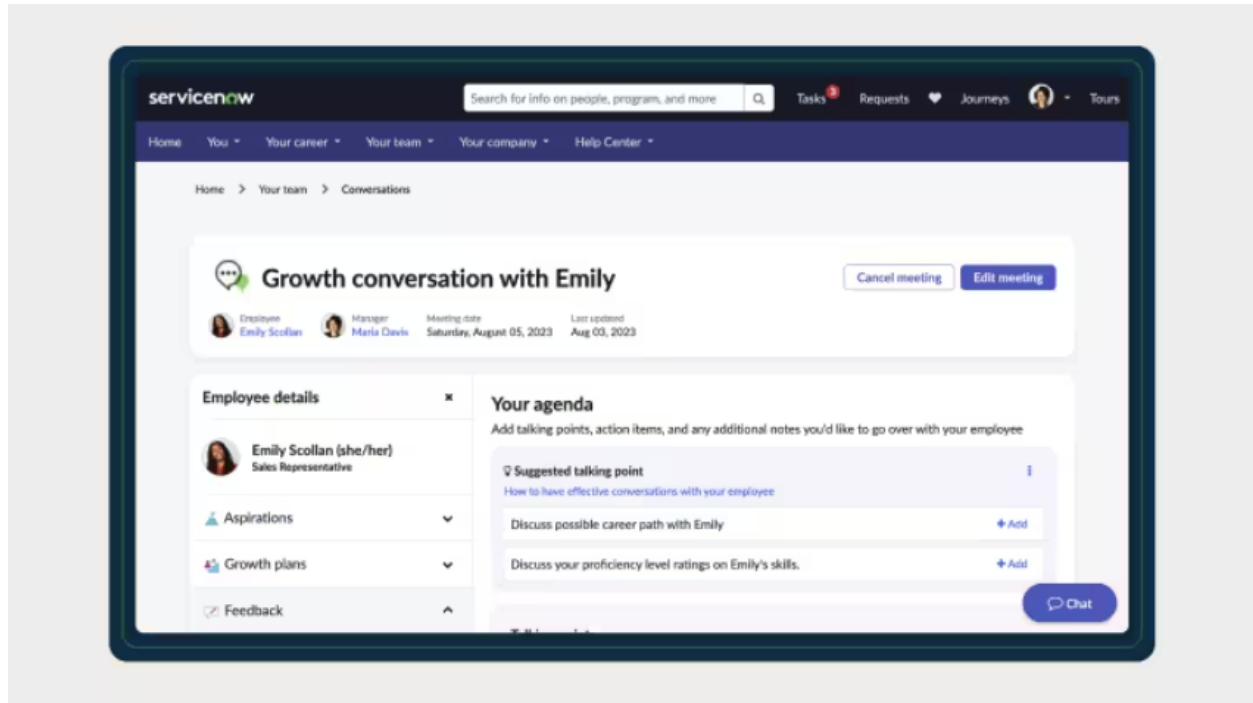 servicenow
Search for info on people, program, and more
Tasks 3 Requests Journeys Tours
Home You Your career Your team Your company Help Center
Home > Your team > Conversations
Growth conversation with Emily
Cancel meeting Edit meeting
Employee Manager Meeting date Last updated
Emily Scollan Maria Davis Saturday, August 05, 2023 Aug 03, 2023
Employee details
Emily Scollan (she/her)
Sales Representative
Aspirations
Growth plans
Feedback
Your agenda
Add talking points, action items, and any additional notes you'd like to go over with your employee
Suggested talking point
How to have effective conversations with your employee
Discuss possible career path with Emily + Add
Discuss your proficiency level ratings on Emily's skills. + Add
Chat